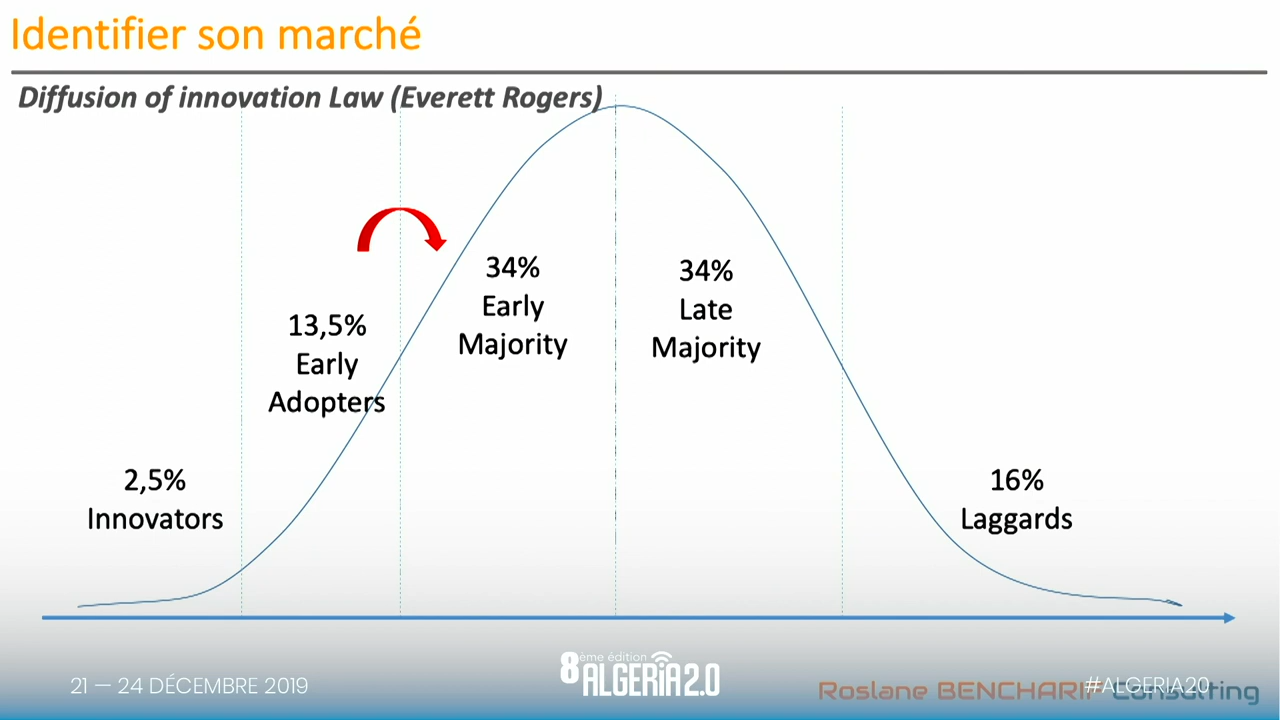 Identifier son marché
Diffusion of innovation Law (Everett Rogers)
34%
Early
Majority
34%
Late
Majority
13,5%
Early
Adopters
2,5%
Innovators
16%
Laggards
21 — 24 DÉCEMBRE 2019
8ème édition
ALGERIA2.0
#ALGERIA20
Roslane Consulting